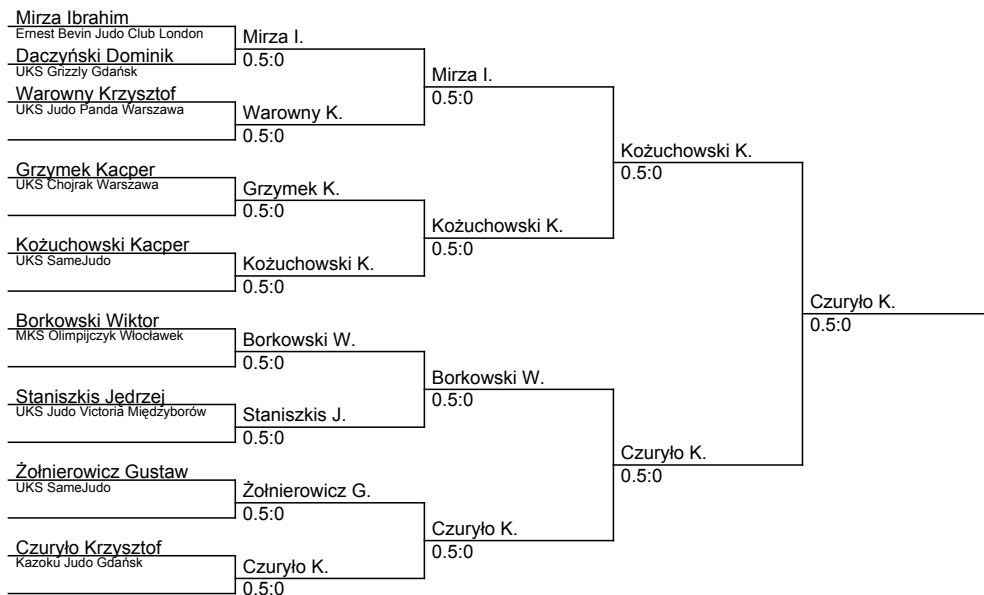 Mirza Ibrahim
Ernest Bevin Judo Club London
Daczyński Dominik
UKS Grizzly Gdańsk
Warowny Krzysztof
UKS Judo Panda Warszawa
Grzymek Kacper
UKS Chojrak Warszawa
Kożuchowski Kacper
UKS SameJudo
Borkowski Wiktor
MKS Olimpijczyk Włocławek
Staniszkis Jędrzej
UKS Judo Victoria Międzyborów
Żołnierowicz Gustaw
UKS SameJudo
Czuryło Krzysztof
Kazoku Judo Gdańsk
Mirza I.
0.5:0
Warowny K.
0.5:0
Grzymek K.
0.5:0
Kożuchowski K.
0.5:0
Borkowski W.
0.5:0
Staniszkis J.
0.5:0
Żołnierowicz G.
0.5:0
Czuryło K.
0.5:0
Mirza I.
0.5:0
Kożuchowski K.
0.5:0
Borkowski W.
0.5:0
Czuryło K.
0.5:0
Kożuchowski K.
0.5:0
Czuryło K.
0.5:0
Czuryło K.
0.5:0